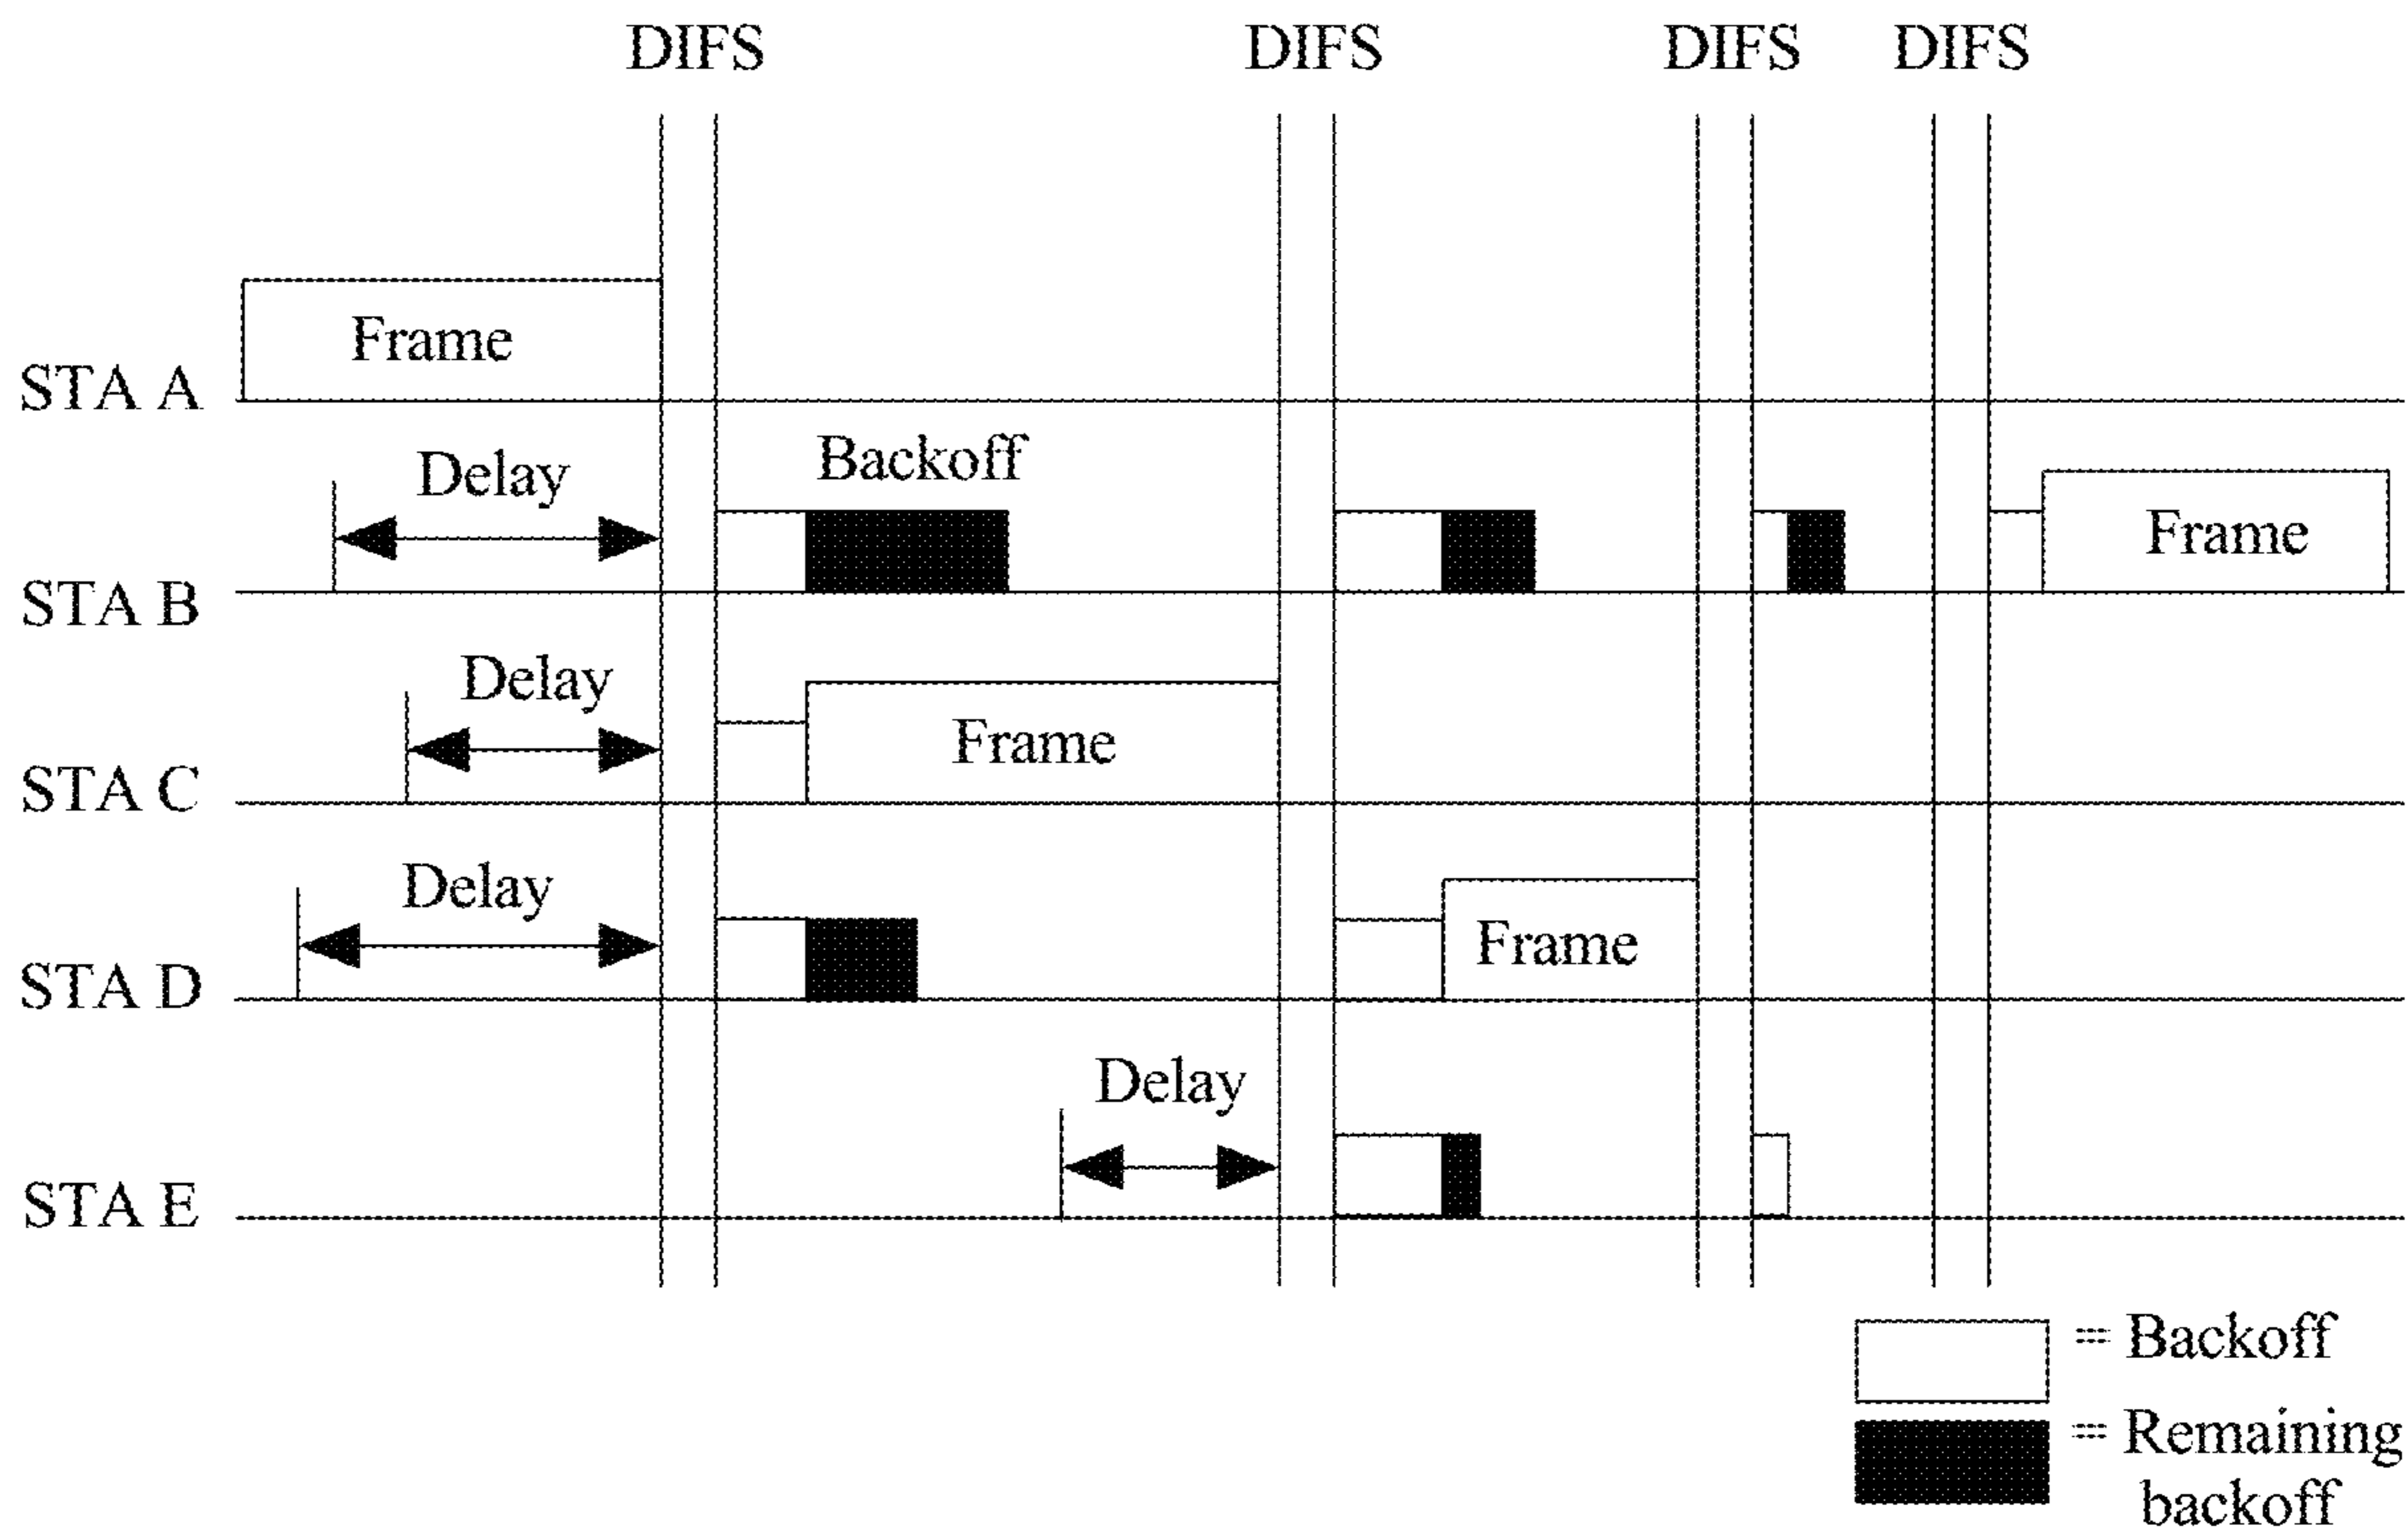 DIFS DIFS DIFS DIFS
Frame
STA A
Delay Backoff
Frame
STA B
Delay
Frame
STA C
Delay
Frame
STA D
Delay
STA E
= Backoff
= Remaining
backoff